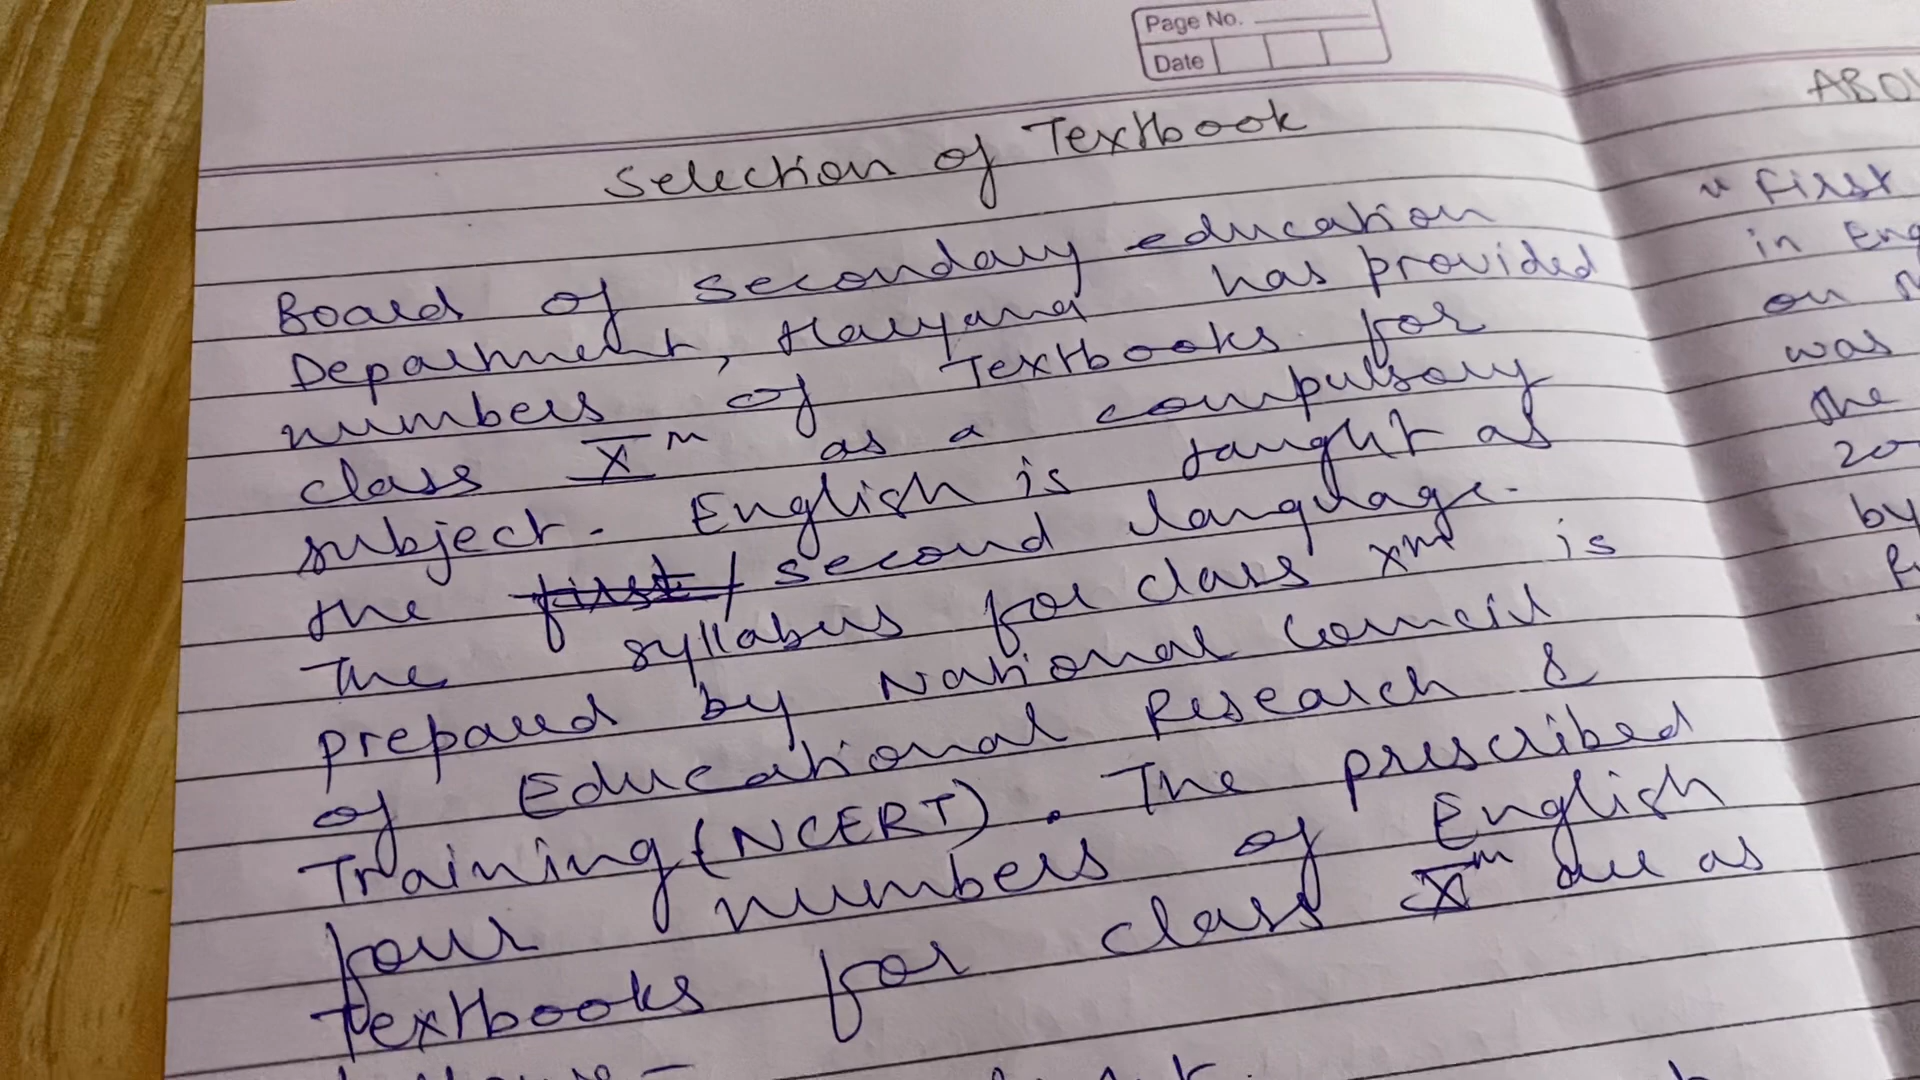 Page No.
Date
Selection of Textbook
Board of secondary education
Department, Haryana has provided
numbers of Textbooks for
class Xth as a compulsory
subject. English is taught as
the first/ second language.
The syllabus for class Xth is
prepared by National Council
of Educational Research &
Training (NCERT). The prescribed
four numbers of English
Textbooks for class Xth are as
First
in
on
was
the
20
by